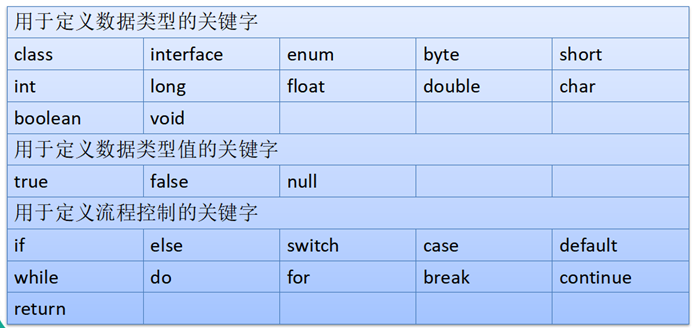 用于定义数据类型的关键字
class interface enum byte short
int long float double char
boolean void
用于定义数据类型值的关键字
true false null
用于定义流程控制的关键字
if else switch case default
while do for break continue
return